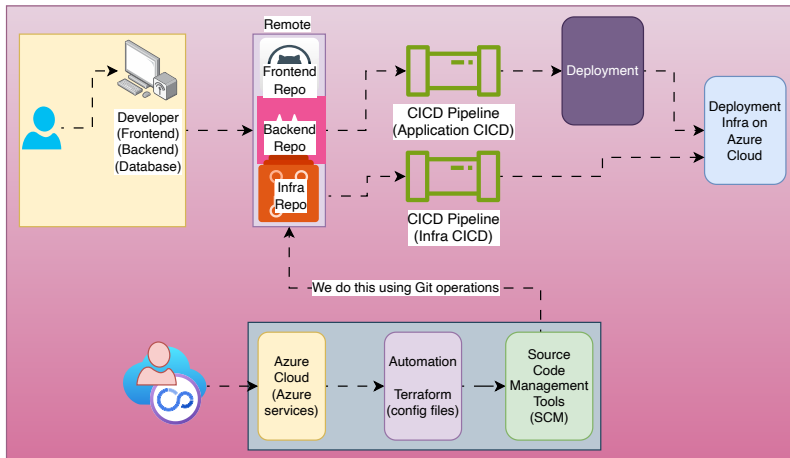 Remote
Repo
Frontend
Repo
Backend
Repo
Infra
Repo
Developer
(Frontend)
(Backend)
(Database)
CICD Pipeline
(Application CICD)
CICD Pipeline
(Infra CICD)
Deployment
Deployment
Infra on
Azure
Cloud
We do this using Git operations
Azure
Cloud
(Azure
services)
Automation
Terraform
(config files)
Source
Code
Management
Tools
(SCM)